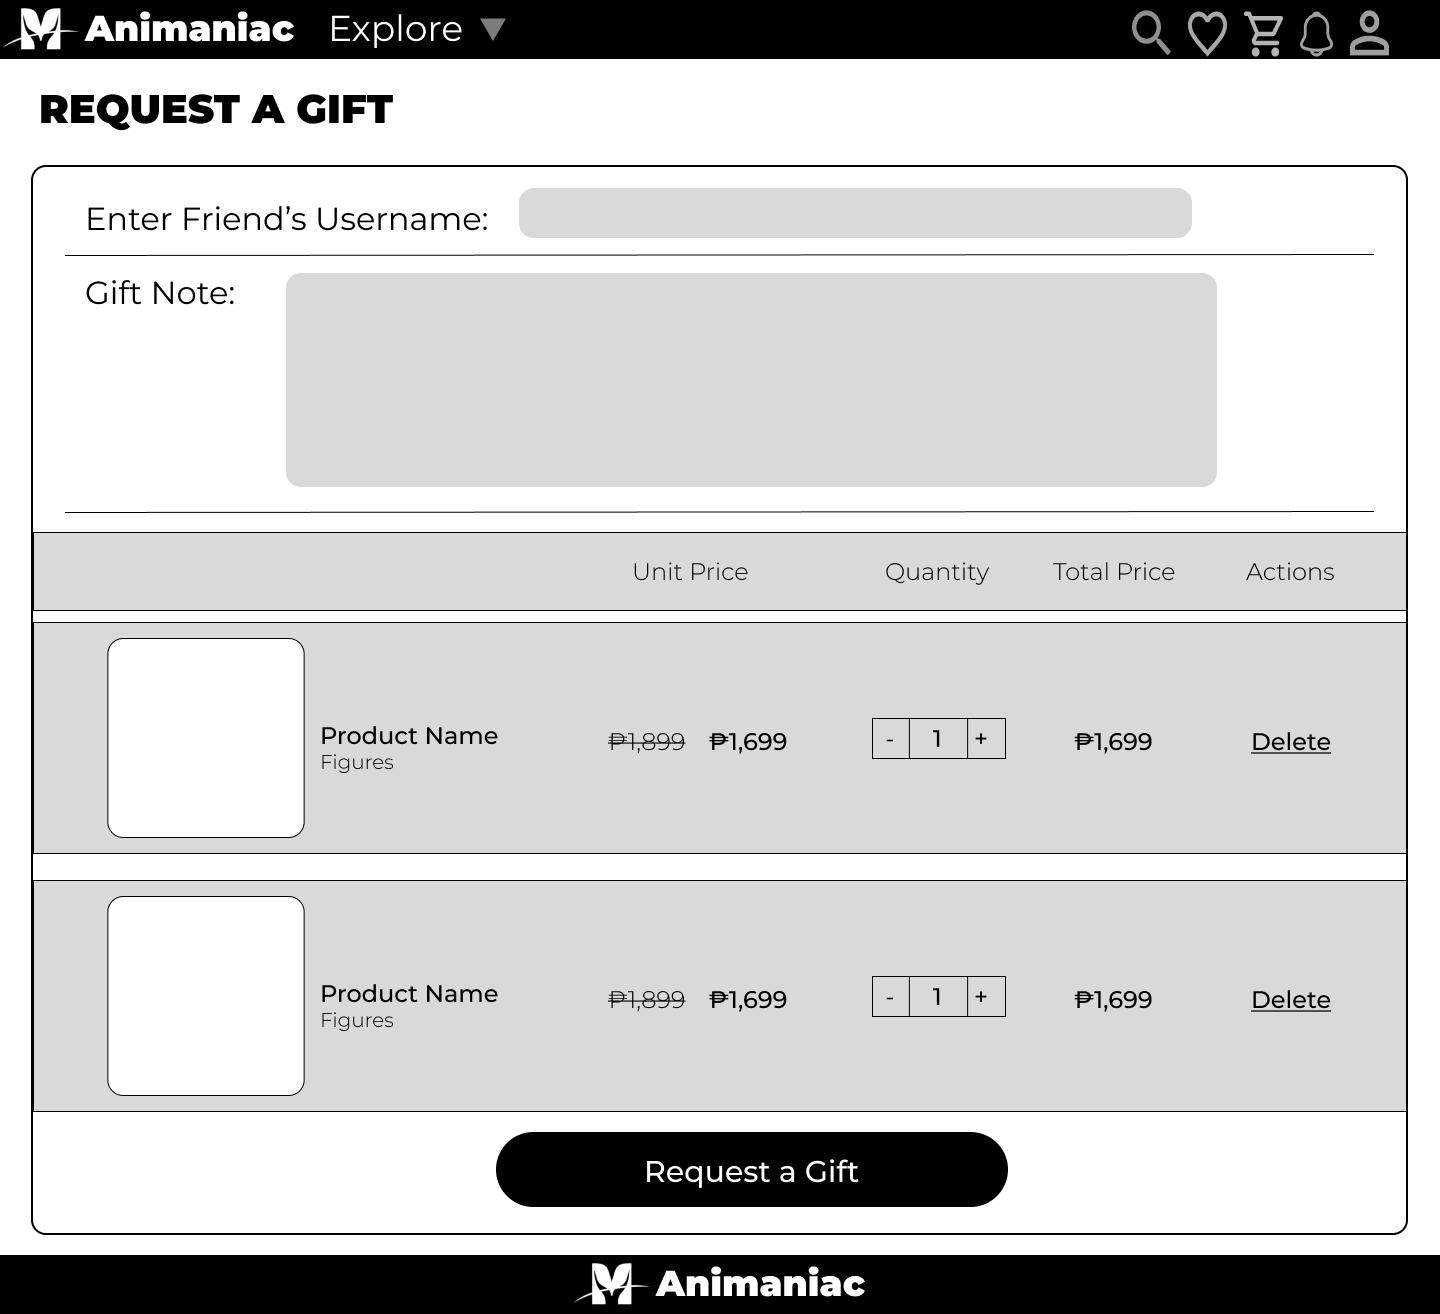 Animaniac Explore ▼
REQUEST A GIFT
Enter Friend’s Username:
Gift Note:
Unit Price Quantity Total Price Actions
Product Name
Figures
₱1,899 ₱1,699 - 1 + ₱1,699 Delete
Product Name
Figures
₱1,899 ₱1,699 - 1 + ₱1,699 Delete
Request a Gift
Animaniac